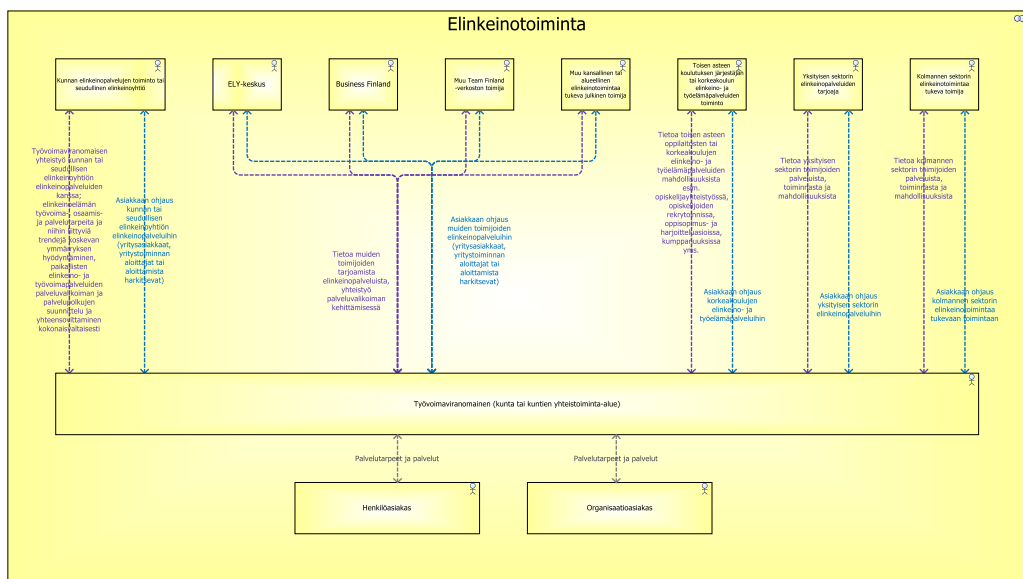 Elinkeinotoiminta
Kunnan elinkeinopalvelujen toiminto tai
seudullinen elinkeinoyhtiö
ELY-keskus
Business Finland
Muu Team Finland
-verkoston toimija
Muu kansallinen tai
alueellinen
elinkeinotoimintaa
tukeva julkinen toimija
Toisen asteen
koulutuksen järjestäjän
tai korkeakoulun
elinkeino- ja
työelämäpalveluiden
toiminto
Yksityisen sektorin
elinkeinopalveluiden
tarjoaja
Kolmannen sektorin
elinkeinotoimintaa
tukeva toimija
Työvoimaviranomaisen
yhteistyö kunnan tai
seudullisen
elinkeinoyhtiön
elinkeinopalveluiden
kanssa;
elinkeinoelämän
työvoima-, osaamis-
ja palvelutarpeita ja
niihin liittyviä
trendejä koskevan
ymmärryksen
hyödyntäminen,
paikallisten
elinkeino- ja
työvoimapalveluiden
palveluvalikoiman ja
palvelupolkujen
suunnittelu ja
yhteensovittaminen
kokonaisvaltaisesti
Asiakkaan ohjaus
kunnan tai
seudullisen
elinkeinoyhtiön
elinkeinopalveluihin
(yritysasiakkaat,
yritystoiminnan
aloittajat tai
aloittamista
harkitsevat)
Tietoa muiden
toimijoiden
tarjoamista
elinkeinopalveluista,
yhteistyö
palveluvalikoiman
kehittämisessä
Asiakkaan ohjaus
muiden toimijoiden
elinkeinopalveluihin
(yritysasiakkaat,
yritystoiminnan
aloittajat tai
aloittamista
harkitsevat)
Tietoa toisen asteen
oppilaitosten tai
korkeakoulujen
elinkeino- ja
työelämäpalveluiden
mahdollisuuksista
esim.
opiskelijayhteistyössä,
opiskelijoiden
rekrytoinnissa,
oppisopimus- ja
harjoitteluasioissa,
kumppanuuksissa
yms.
Asiakkaan ohjaus
korkeakoulujen
elinkeino- ja
työelämäpalveluihin
Tietoa yksityisen
sektorin toimijoiden
palveluista,
toiminnasta ja
mahdollisuuksista
Asiakkaan ohjaus
yksityisen sektorin
elinkeinopalveluihin
Tietoa kolmannen
sektorin toimijoiden
palveluista,
toiminnasta ja
mahdollisuuksista
Asiakkaan ohjaus
kolmannen sektorin
elinkeinotoimintaa
tukevaan toimintaan
Työvoimaviranomainen (kunta tai kuntien yhteistoiminta-alue)
Palvelutarpeet ja palvelut
Palvelutarpeet ja palvelut
Henkilöasiakas
Organisaatioasiakas